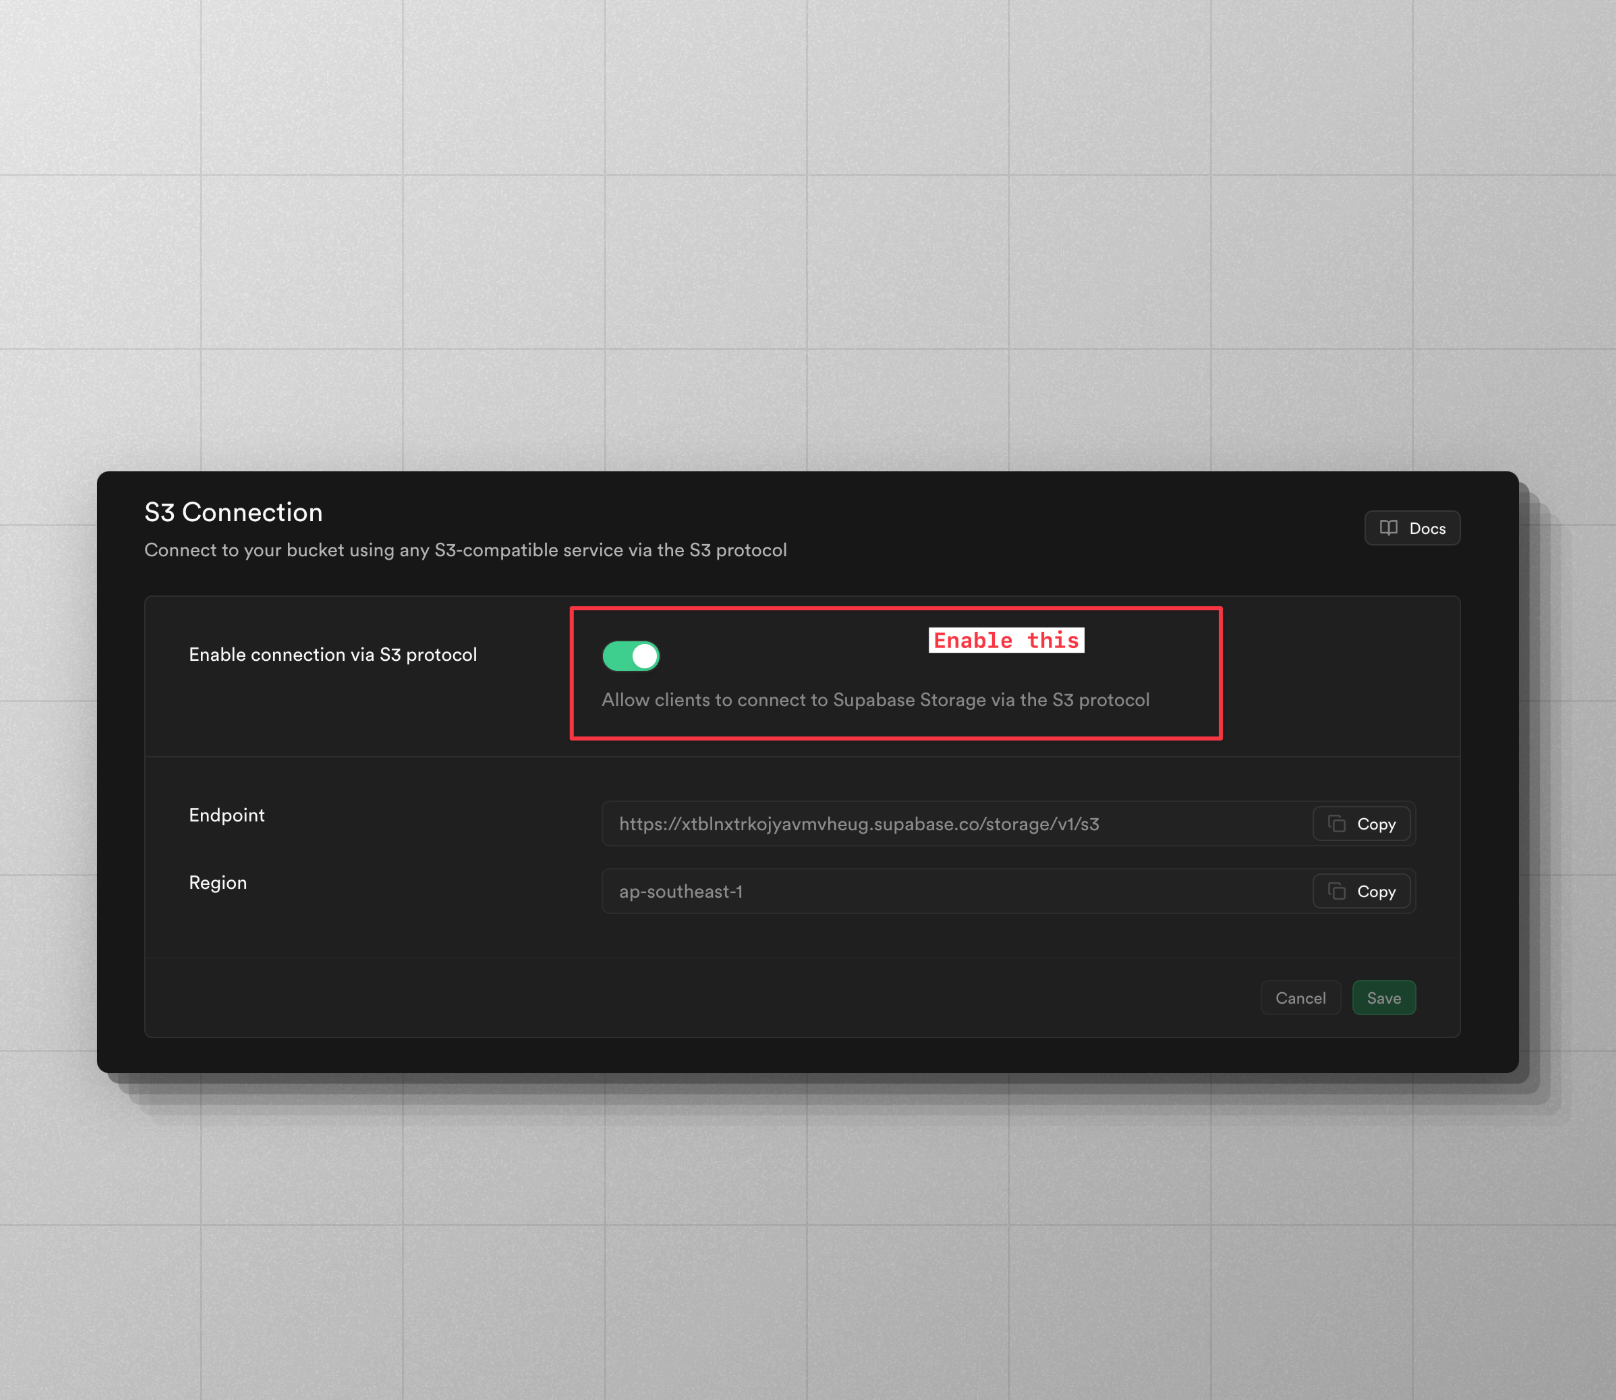 S3 Connection
Connect to your bucket using any S3-compatible service via the S3 protocol
Docs
Enable connection via S3 protocol
Enable this
Allow clients to connect to Supabase Storage via the S3 protocol
Endpoint
https://xtblnxtrkojyavmvheug.supabase.co/storage/v1/s3
Copy
Region
ap-southeast-1
Copy
Cancel
Save